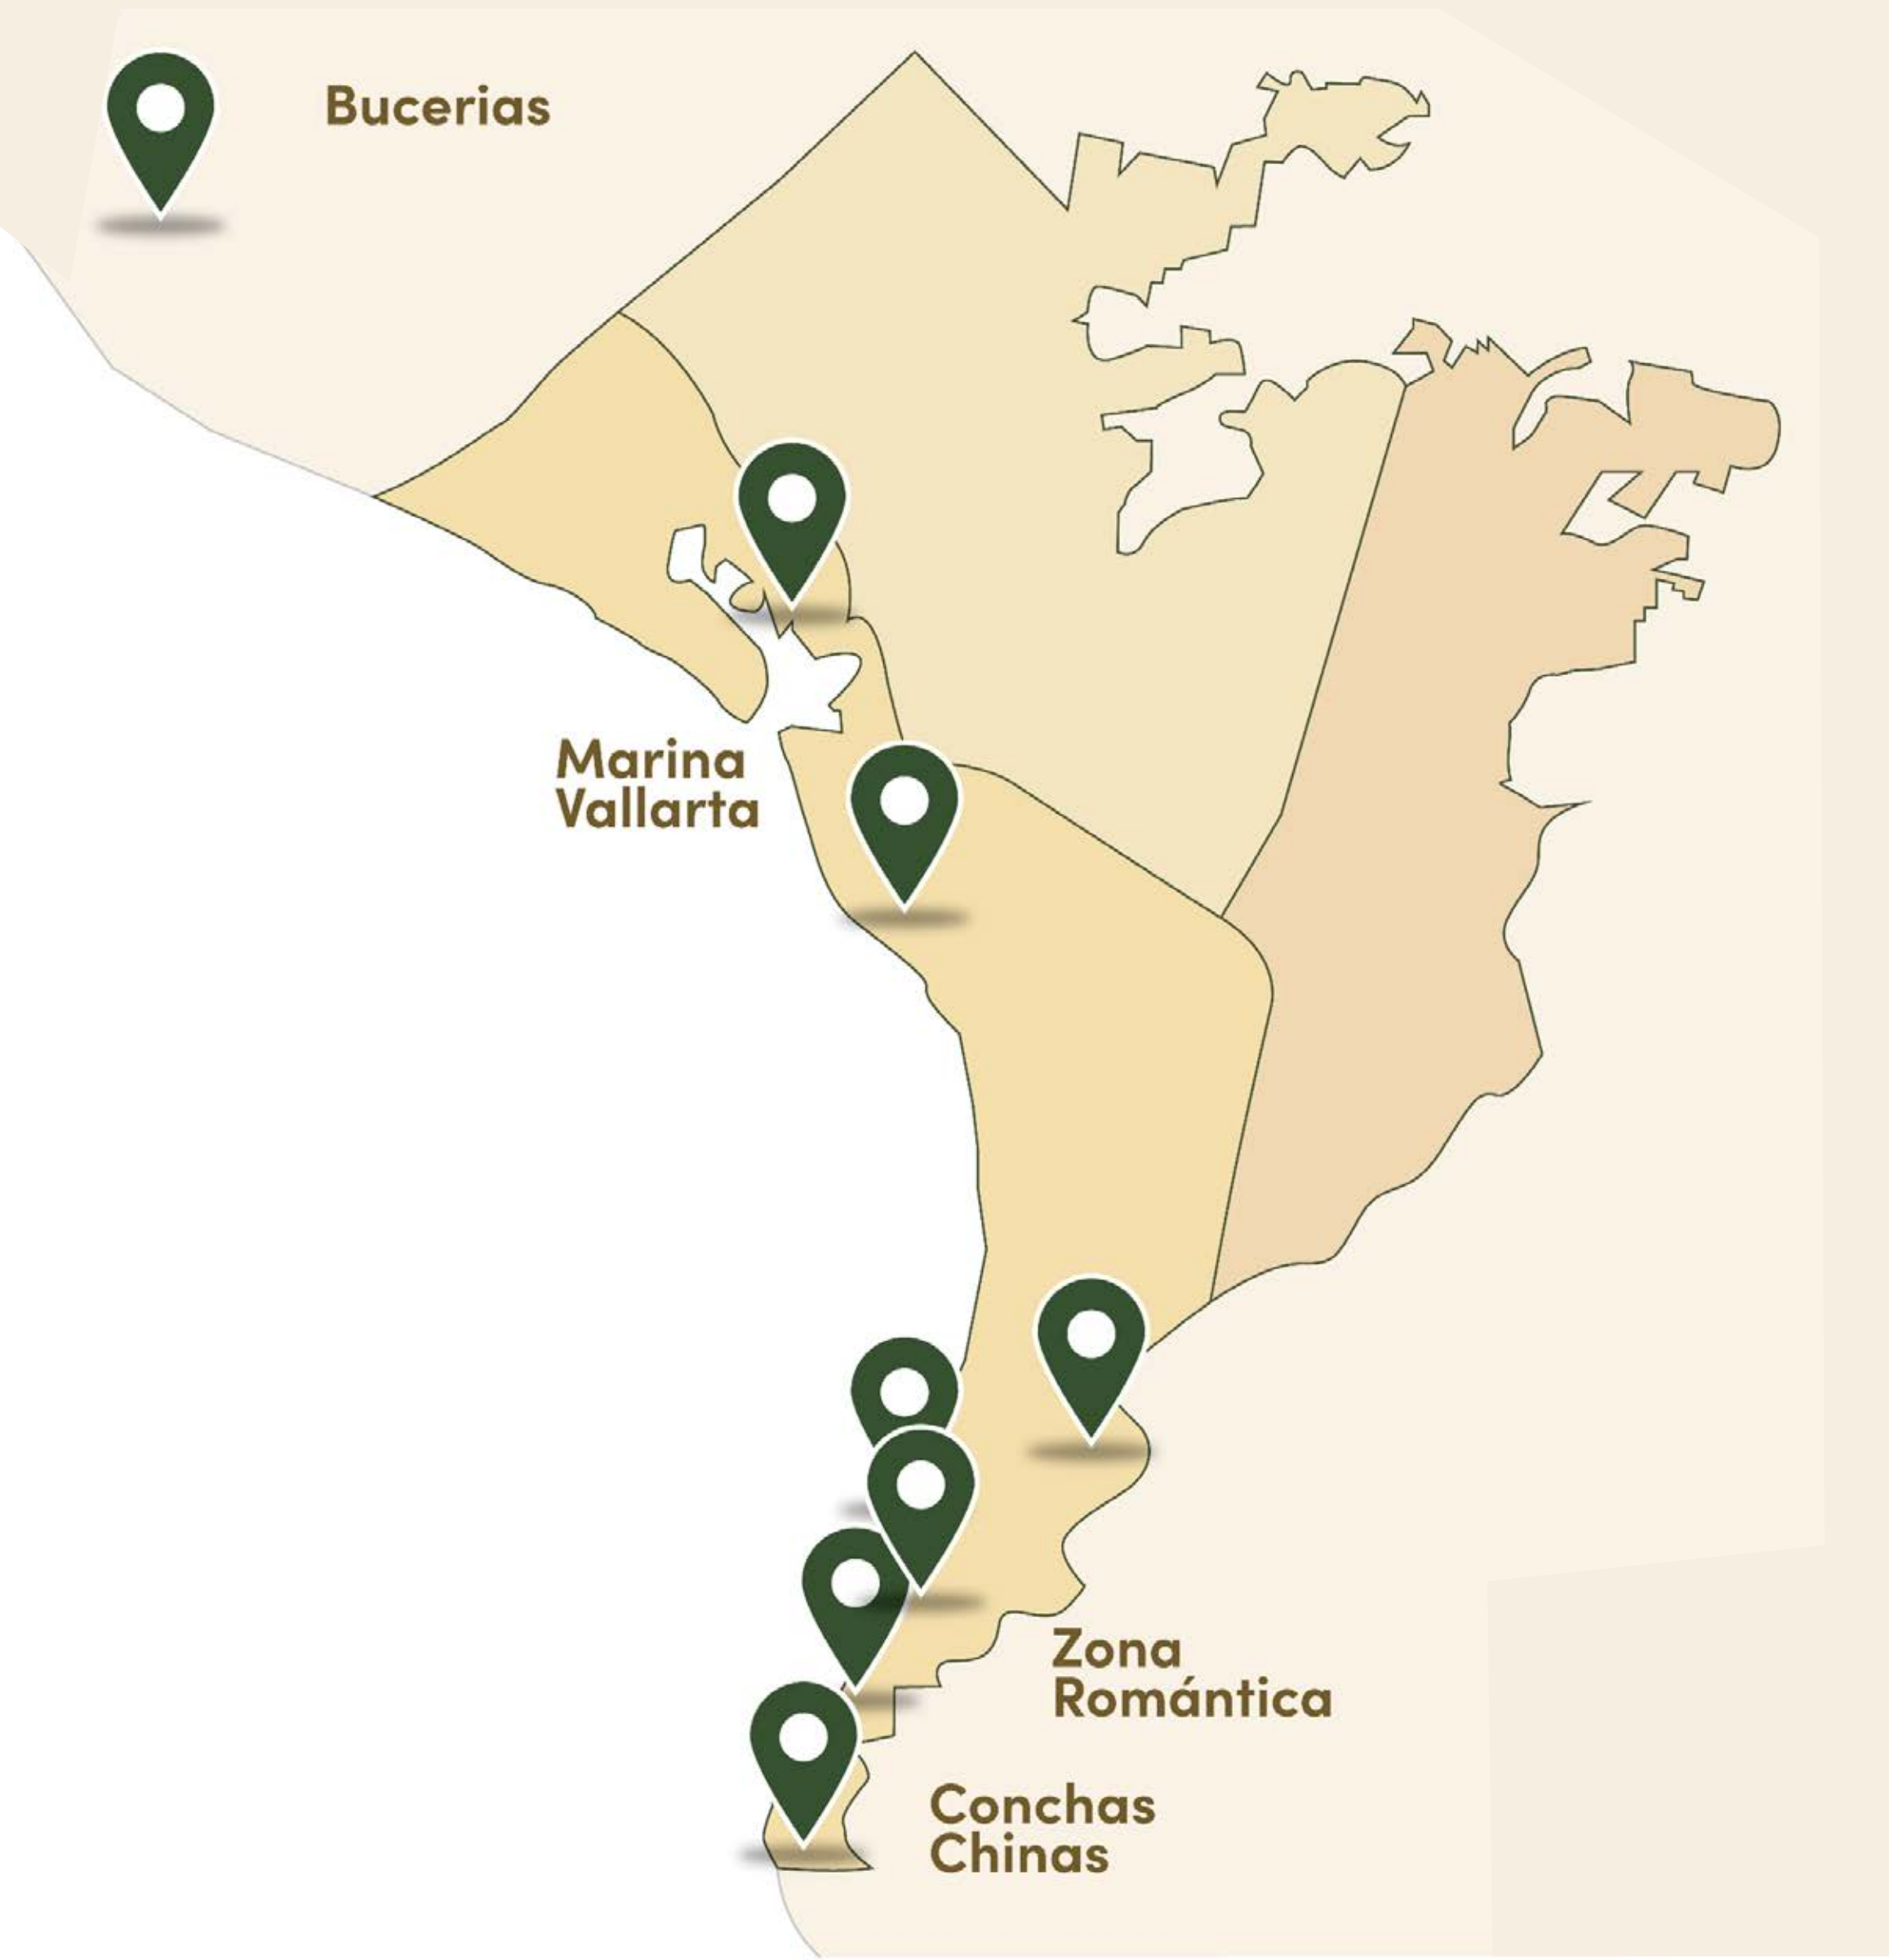 Bucerias
Marina
Vallarta
Zona
Romántica
Conchas
Chinas